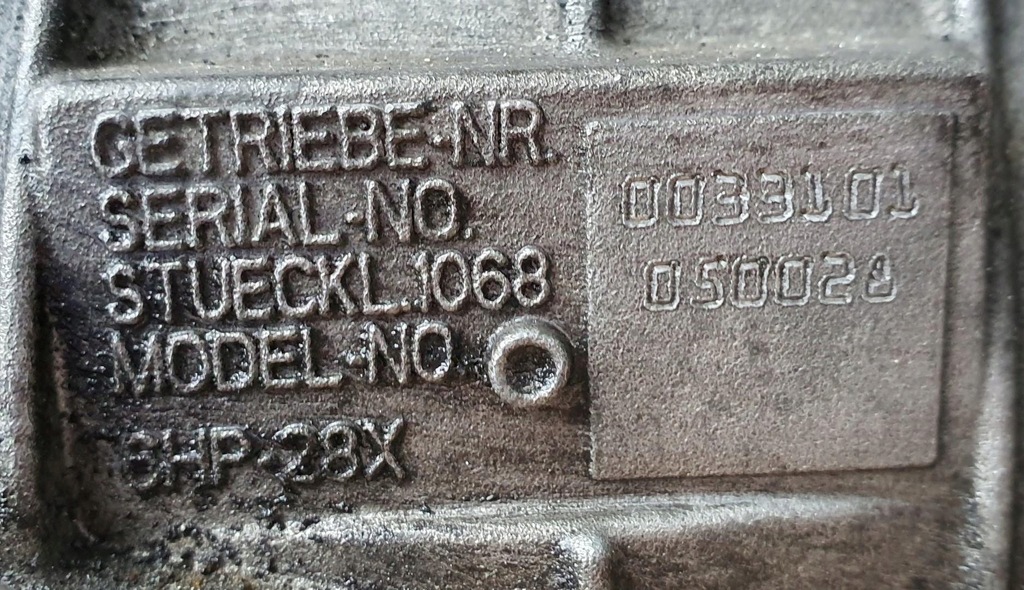 GETRIEBE-NR.
SERIAL-NO.
STUECKL.1068
MODEL-NO
6HP-28X
0033101
050028